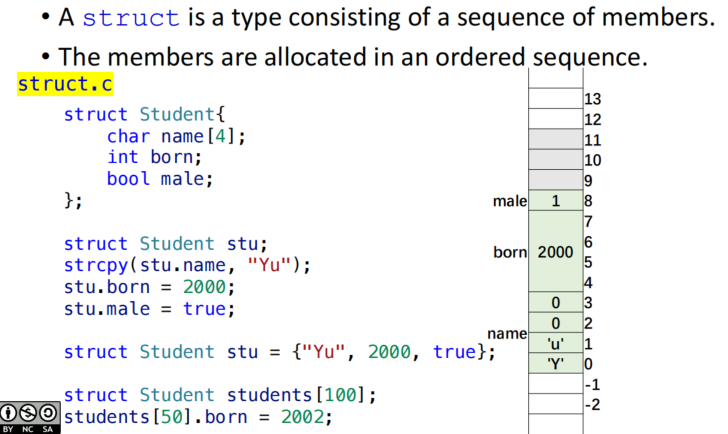 • A struct is a type consisting of a sequence of members.
• The members are allocated in an ordered sequence.
struct.c
struct Student{
char name[4];
int born;
bool male;
};
struct Student stu;
strcpy(stu.name, "Yu");
stu.born = 2000;
stu.male = true;
struct Student stu = {"Yu", 2000, true};
struct Student students[100];
students[50].born = 2002;
13
12
11
10
9
male 1 8
7
6
born 2000
5
4
0 3
0 2
name
'u' 1
'Y' 0
-1
-2
BY NC SA